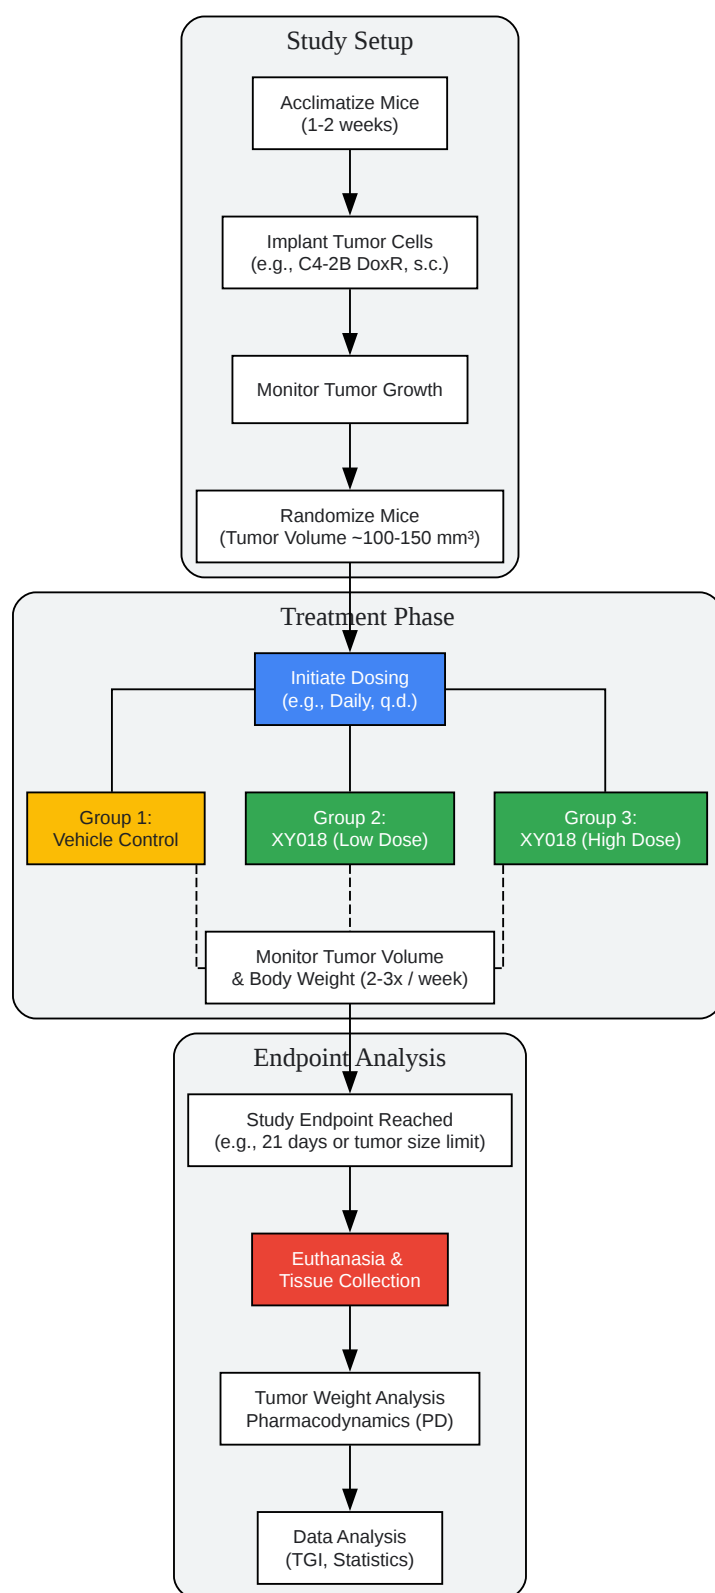 Study Setup
Acclimatize Mice
(1-2 weeks)
Implant Tumor Cells
(e.g., C4-2B DoxR, s.c.)
Monitor Tumor Growth
Randomize Mice
(Tumor Volume ~100-150 mm³)
Treatment Phase
Initiate Dosing
(e.g., Daily, q.d.)
Group 1:
Vehicle Control
Group 2:
XY018 (Low Dose)
Group 3:
XY018 (High Dose)
Monitor Tumor Volume
& Body Weight (2-3x / week)
Endpoint Analysis
Study Endpoint Reached
(e.g., 21 days or tumor size limit)
Euthanasia &
Tissue Collection
Tumor Weight Analysis
Pharmacodynamics (PD)
Data Analysis
(TGI, Statistics)